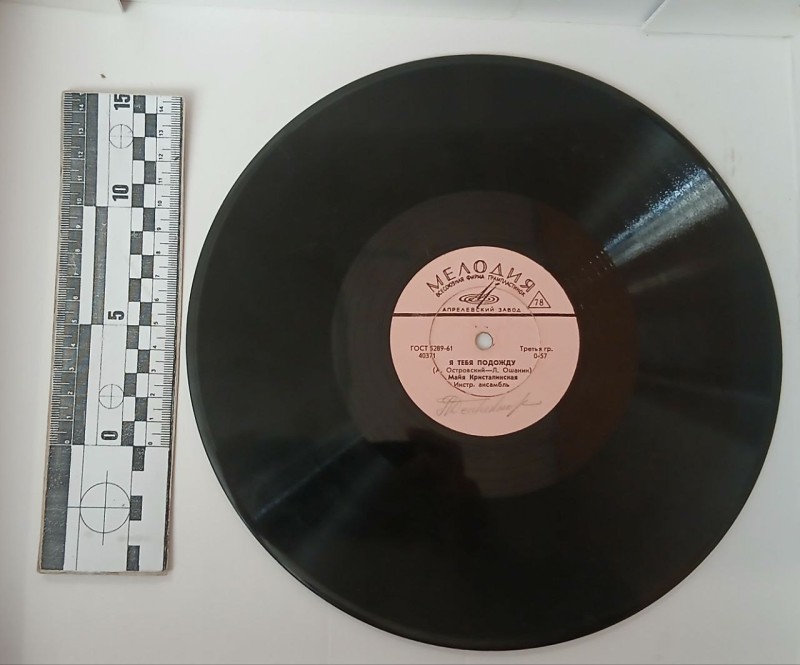 15
10
5
0
МЕЛОДИЯ
ВСЕСОЮЗНАЯ ФИРМА ГРАМПЛАСТИНОК
78
АПРЕЛЕВСКИЙ ЗАВОД
ГОСТ 5289-61 Третья гр.
40371 0-57
Я ТЕБЯ ПОДОЖДУ
(А. Островский—Л. Ошанин)
Майя Кристалинская
Инстр. ансамбль